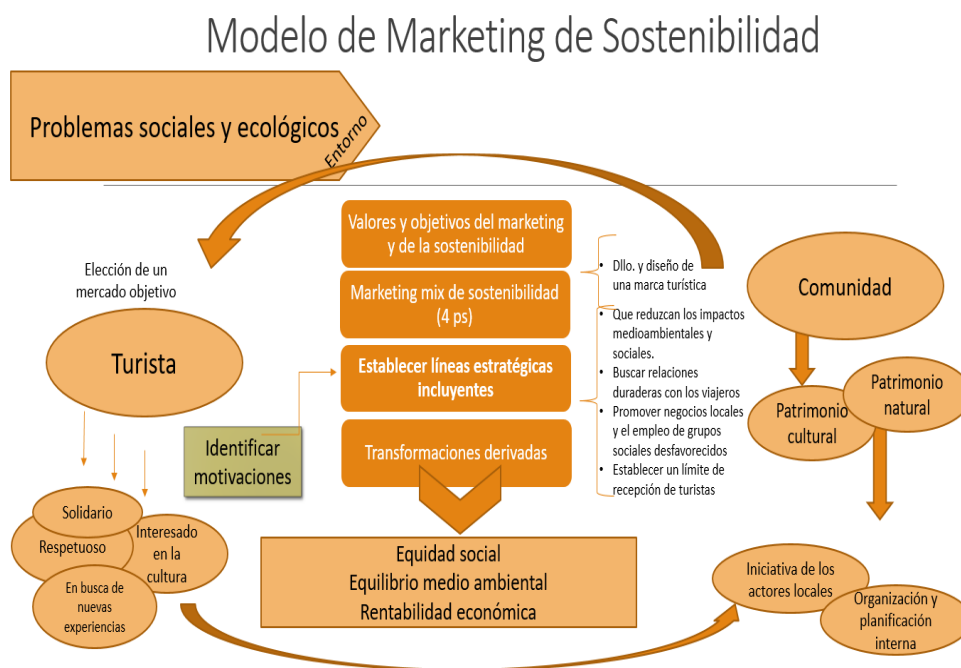 Modelo de Marketing de Sostenibilidad
Problemas sociales y ecológicos
Entorno
Elección de un
mercado objetivo
Turista
Solidario
Respetuoso
Interesado
en la
cultura
En busca de
nuevas
experiencias
Identificar
motivaciones
Valores y objetivos del marketing
y de la sostenibilidad
Marketing mix de sostenibilidad
(4 ps)
Establecer líneas estratégicas
incluyentes
Transformaciones derivadas
Equidad social
Equilibrio medio ambiental
Rentabilidad económica
• Dllo. y diseño de
una marca turística
• Que reduzcan los impactos
medioambientales y
sociales.
• Buscar relaciones
duraderas con los viajeros
• Promover negocios locales
y el empleo de grupos
sociales desfavorecidos
• Establecer un límite de
recepción de turistas
Comunidad
Patrimonio
cultural
Patrimonio
natural
Iniciativa de los
actores locales
Organización y
planificación
interna